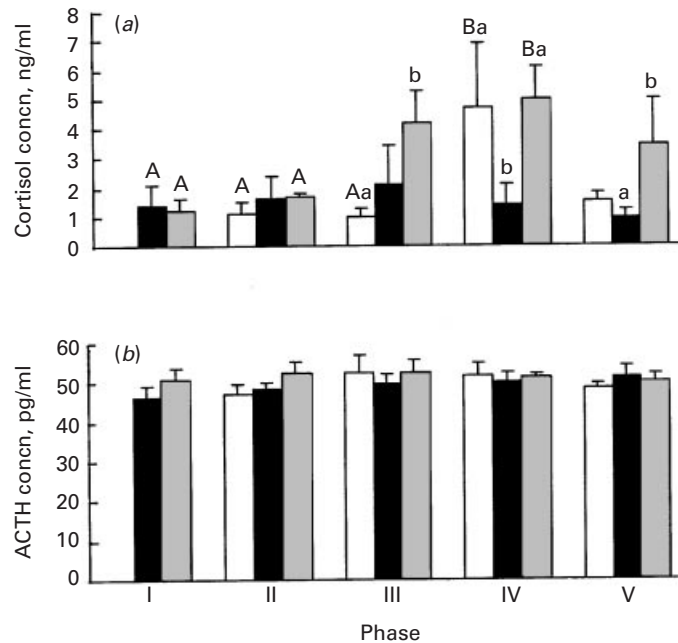 (a)
Cortisol concn, ng/ml
8
7
6
5
4
3
2
1
0
A
A
A
A
Aa
b
Ba
b
Ba
a
b
(b)
ACTH concn, pg/ml
60
50
40
30
20
10
0
I
II
III
IV
V
Phase